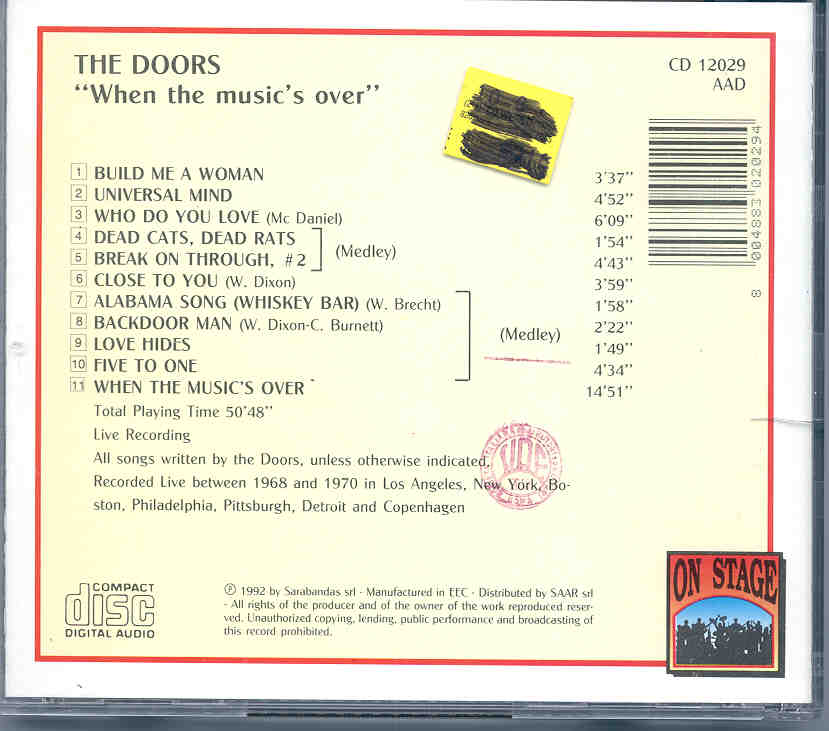 THE DOORS
"When the music's over"
CD 12029
AAD
1 BUILD ME A WOMAN 3'37"
2 UNIVERSAL MIND 4'52"
3 WHO DO YOU LOVE (Mc Daniel) 6'09"
4 DEAD CATS, DEAD RATS 1'54"
5 BREAK ON THROUGH, #2 4'43"
(Medley)
6 CLOSE TO YOU (W. Dixon) 3'59"
7 ALABAMA SONG (WHISKEY BAR) (W. Brecht) 1'58"
8 BACKDOOR MAN (W. Dixon-C. Burnett) 2'22"
(Medley)
9 LOVE HIDES 1'49"
10 FIVE TO ONE 4'34"
11 WHEN THE MUSIC'S OVER 14'51"
Total Playing Time 50'48"
Live Recording
All songs written by the Doors, unless otherwise indicated.
Recorded Live between 1968 and 1970 in Los Angeles, New York, Bo-
ston, Philadelphia, Pittsburgh, Detroit and Copenhagen
8 004883 020294
COMPACT
disc
DIGITAL AUDIO
℗ 1992 by Sarabandas srl · Manufactured in EEC · Distributed by SAAR srl
· All rights of the producer and of the owner of the work reproduced reser-
ved. Unauthorized copying, lending, public performance and broadcasting of
this record prohibited.
ON STAGE